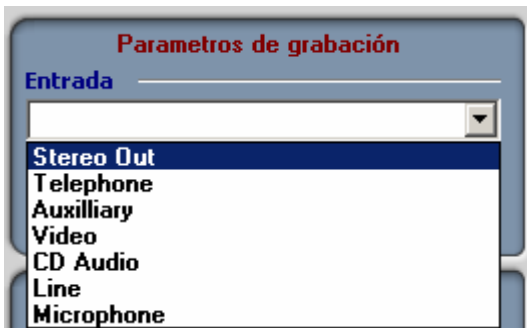 Parametros de grabación
Entrada
Stereo Out
Telephone
Auxilliary
Video
CD Audio
Line
Microphone